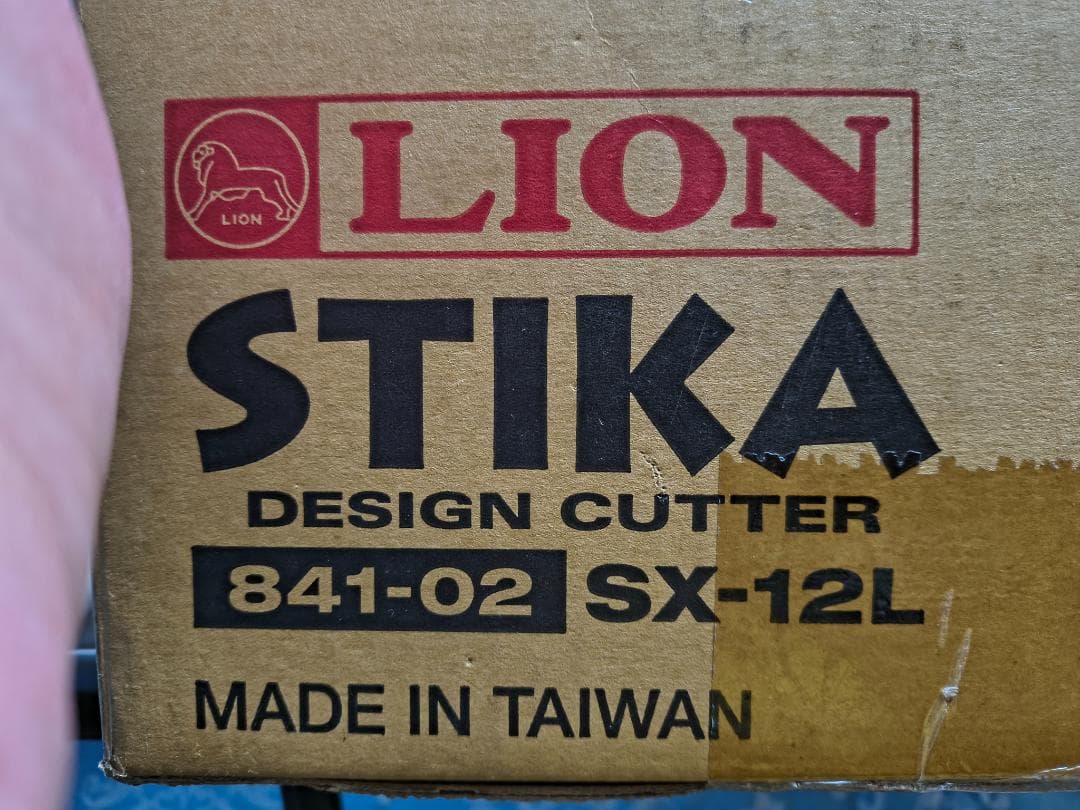 LION
LION
STIKA
DESIGN CUTTER
841-02 SX-12L
MADE IN TAIWAN